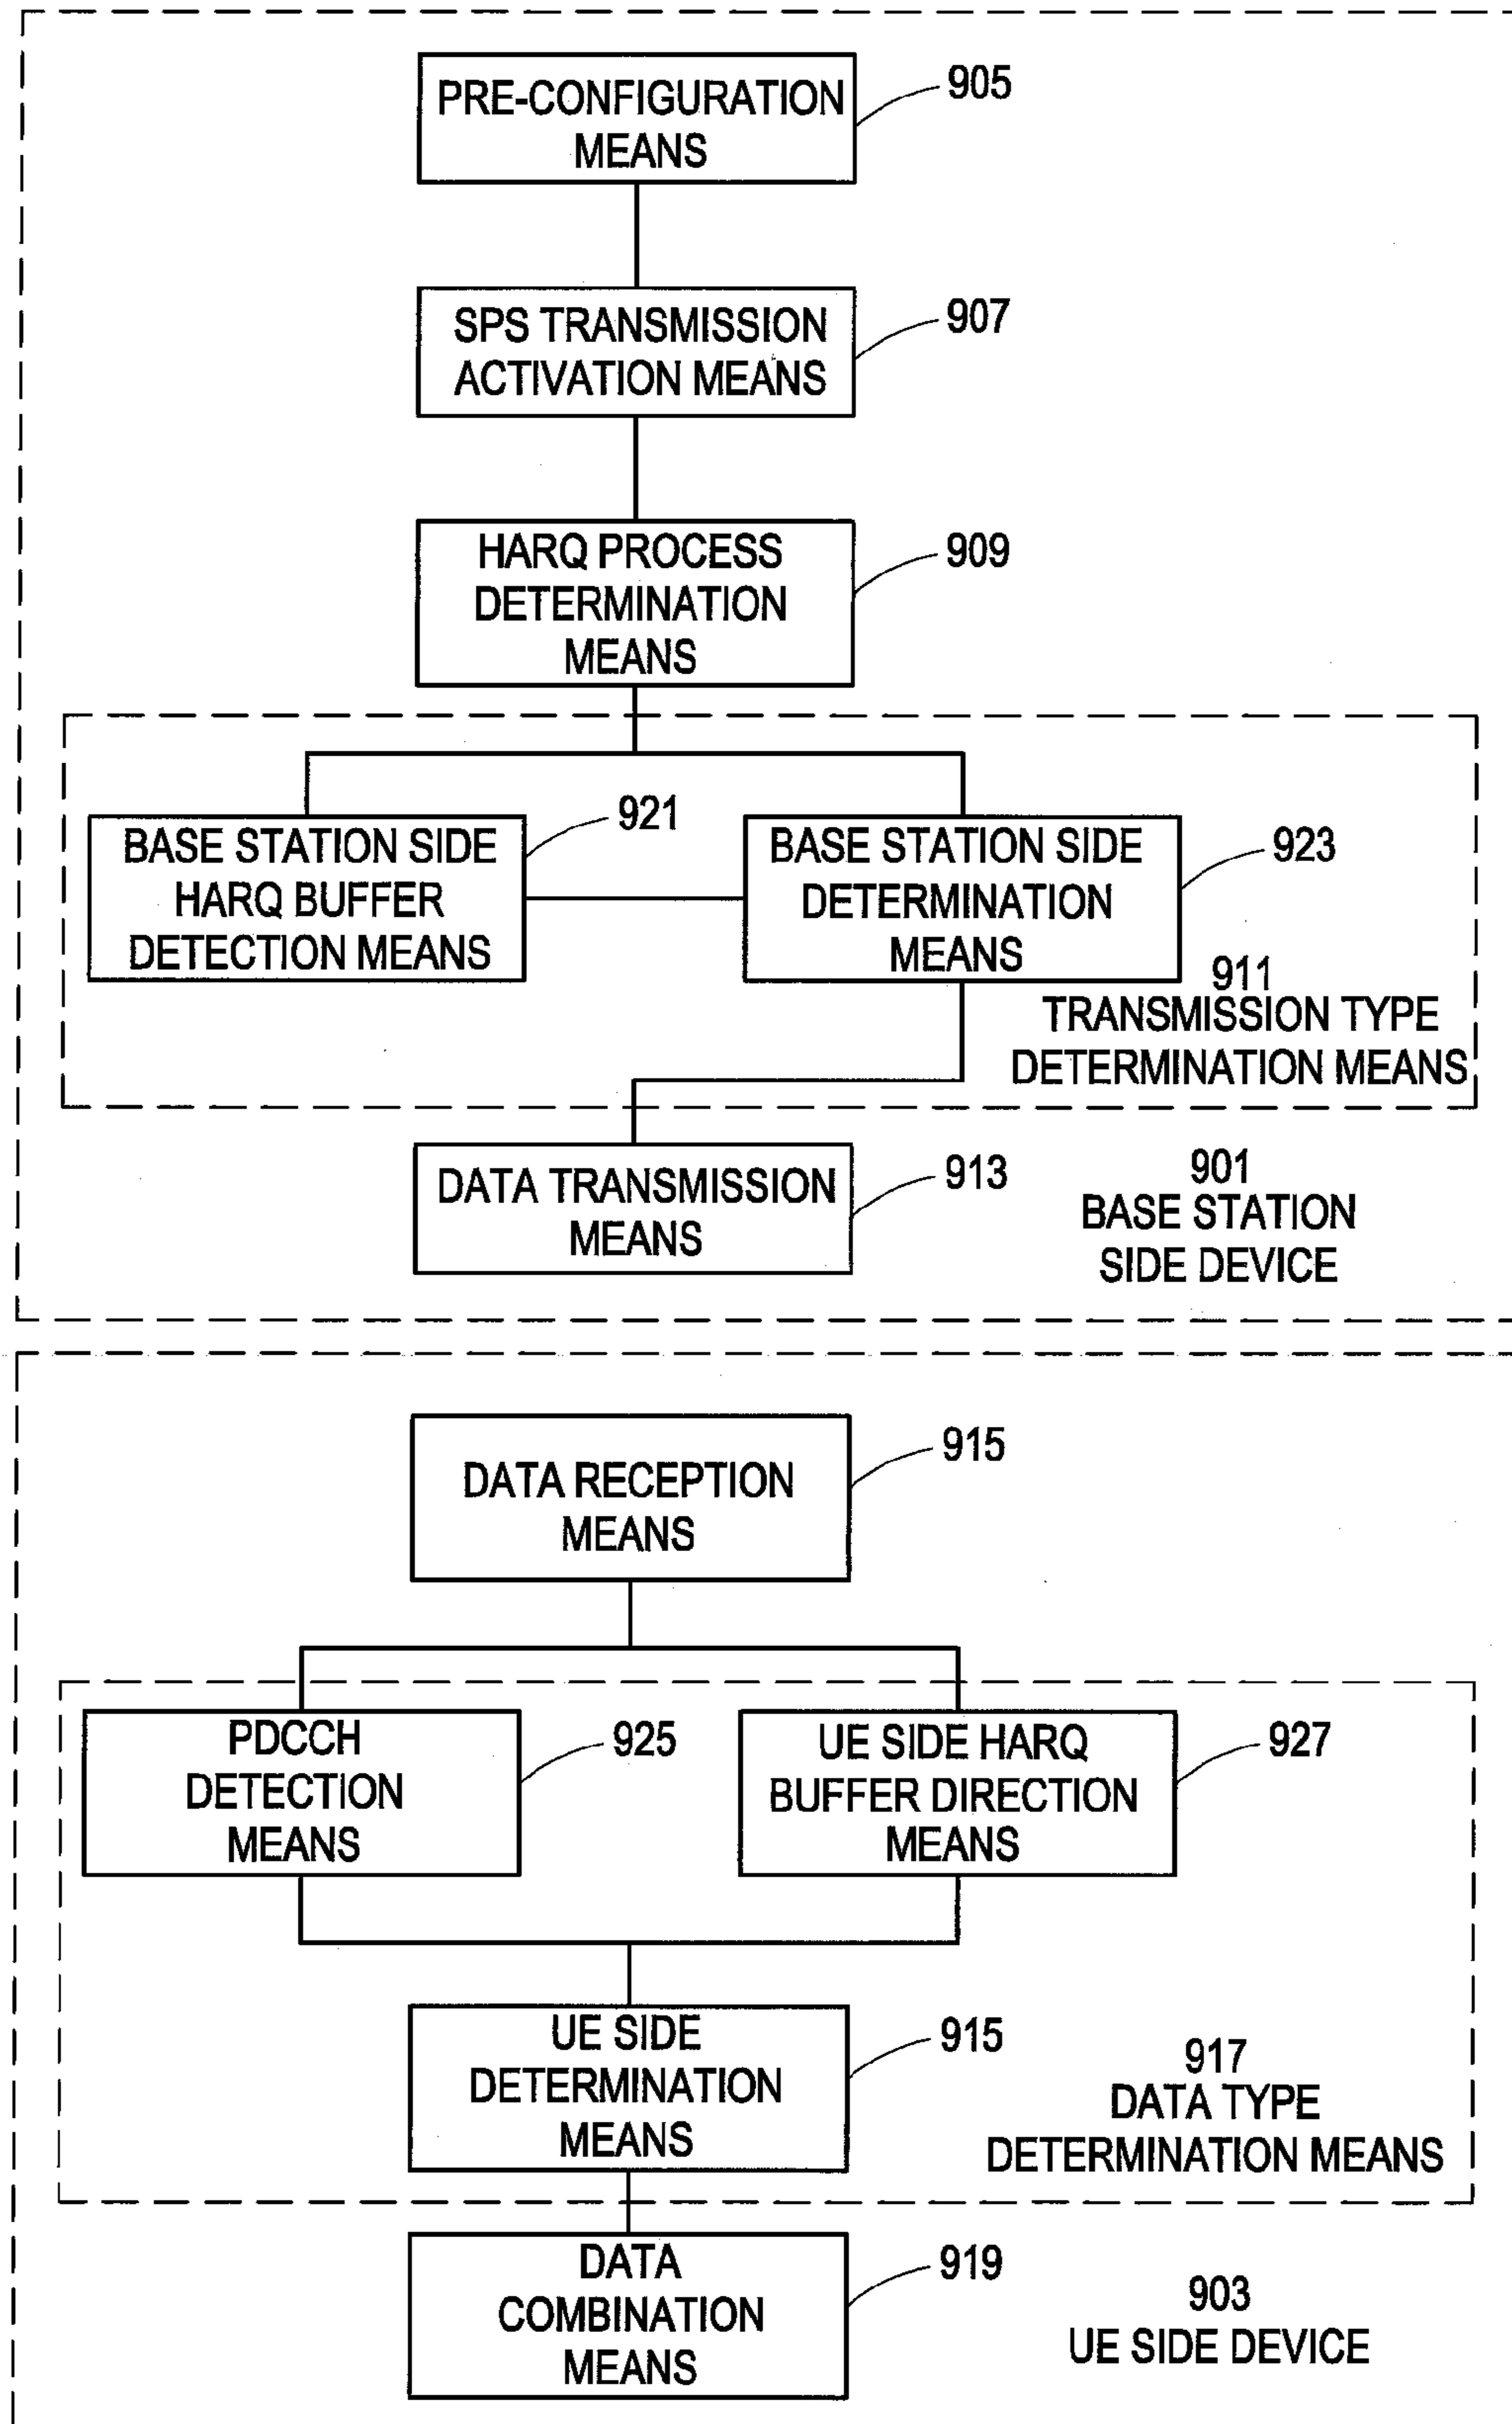 PRE-CONFIGURATION
MEANS
905
SPS TRANSMISSION
ACTIVATION MEANS
907
HARQ PROCESS
DETERMINATION
MEANS
909
BASE STATION SIDE
HARQ BUFFER
DETECTION MEANS
921
BASE STATION SIDE
DETERMINATION
MEANS
923
911
TRANSMISSION TYPE
DETERMINATION MEANS
DATA TRANSMISSION
MEANS
913
901
BASE STATION
SIDE DEVICE
DATA RECEPTION
MEANS
915
PDCCH
DETECTION
MEANS
925
UE SIDE HARQ
BUFFER DIRECTION
MEANS
927
UE SIDE
DETERMINATION
MEANS
915
917
DATA TYPE
DETERMINATION MEANS
DATA
COMBINATION
MEANS
919
903
UE SIDE DEVICE